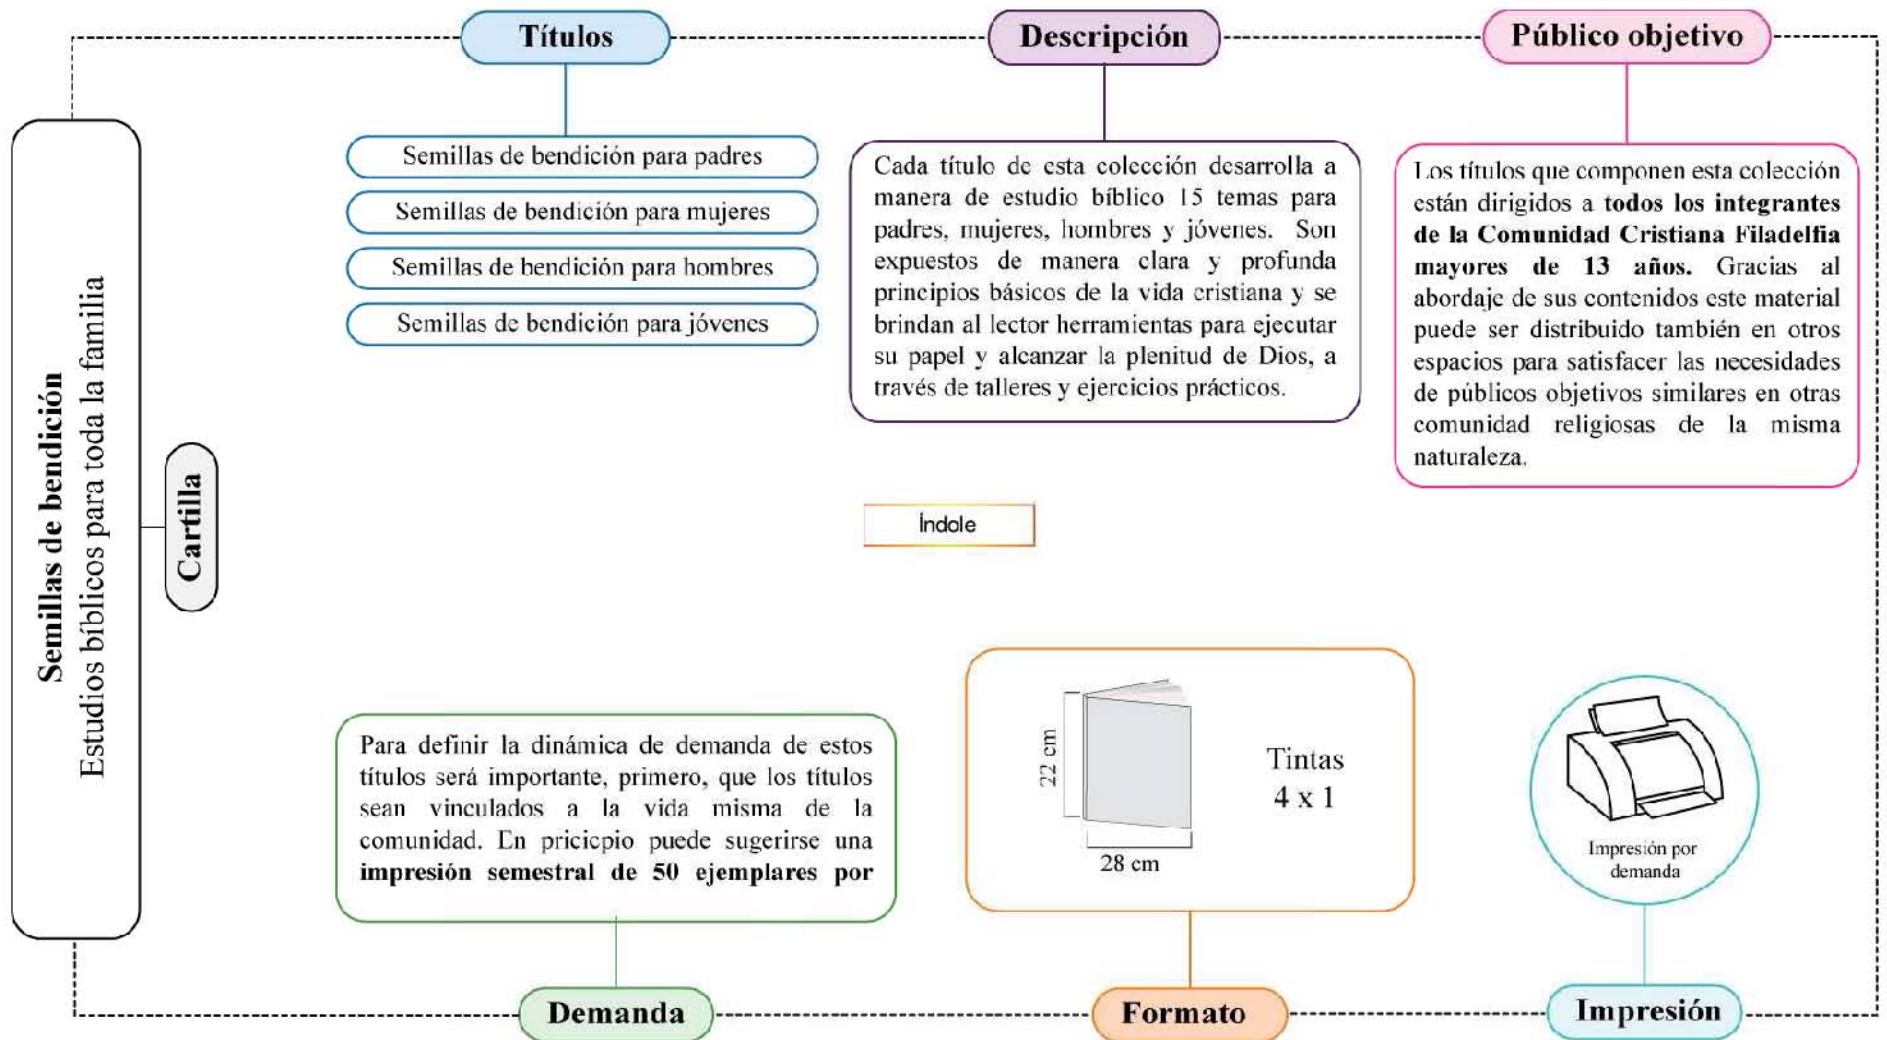 Títulos
Descripción
Público objetivo
Semillas de bendición
Estudios bíblicos para toda la familia
Cartilla
Semillas de bendición para padres
Semillas de bendición para mujeres
Semillas de bendición para hombres
Semillas de bendición para jóvenes
Cada título de esta colección desarrolla a
manera de estudio bíblico 15 temas para
padres, mujeres, hombres y jóvenes. Son
expuestos de manera clara y profunda
principios básicos de la vida cristiana y se
brindan al lector herramientas para ejecutar
su papel y alcanzar la plenitud de Dios, a
través de talleres y ejercicios prácticos.
Los títulos que componen esta colección
están dirigidos a todos los integrantes
de la Comunidad Cristiana Filadelfia
mayores de 13 años. Gracias al
abordaje de sus contenidos este material
puede ser distribuido también en otros
espacios para satisfacer las necesidades
de públicos objetivos similares en otras
comunidad religiosas de la misma
naturaleza.
Índole
Para definir la dinámica de demanda de estos
títulos será importante, primero, que los títulos
sean vinculados a la vida misma de la
comunidad. En pricicpio puede sugerirse una
impresión semestral de 50 ejemplares por
22 cm
28 cm
Tintas
4 x 1
Impresión por
demanda
Demanda
Formato
Impresión